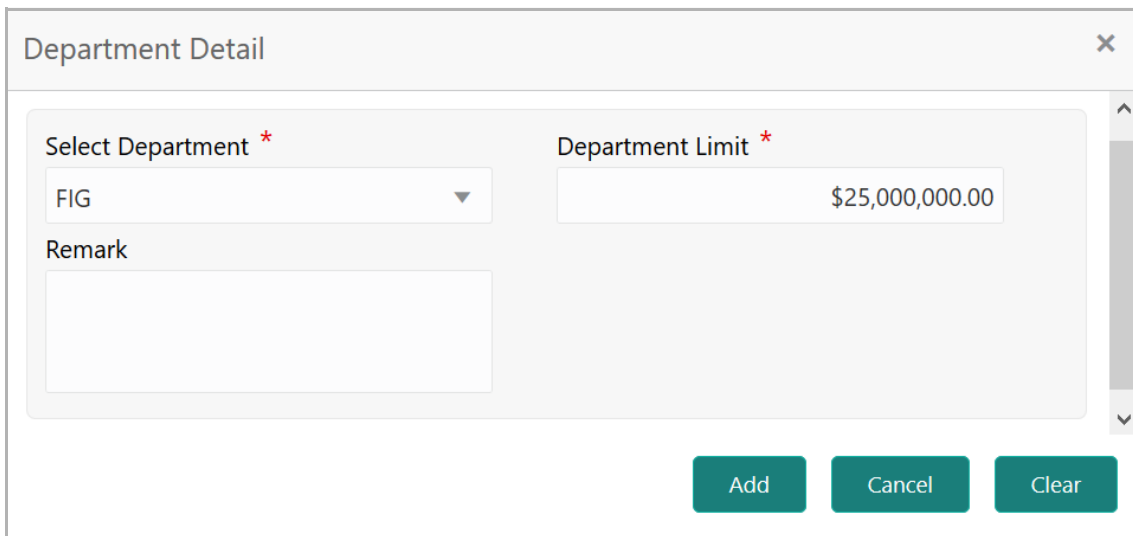 Department Detail ×
Select Department * Department Limit *
FIG $25,000,000.00
Remark
Add Cancel Clear